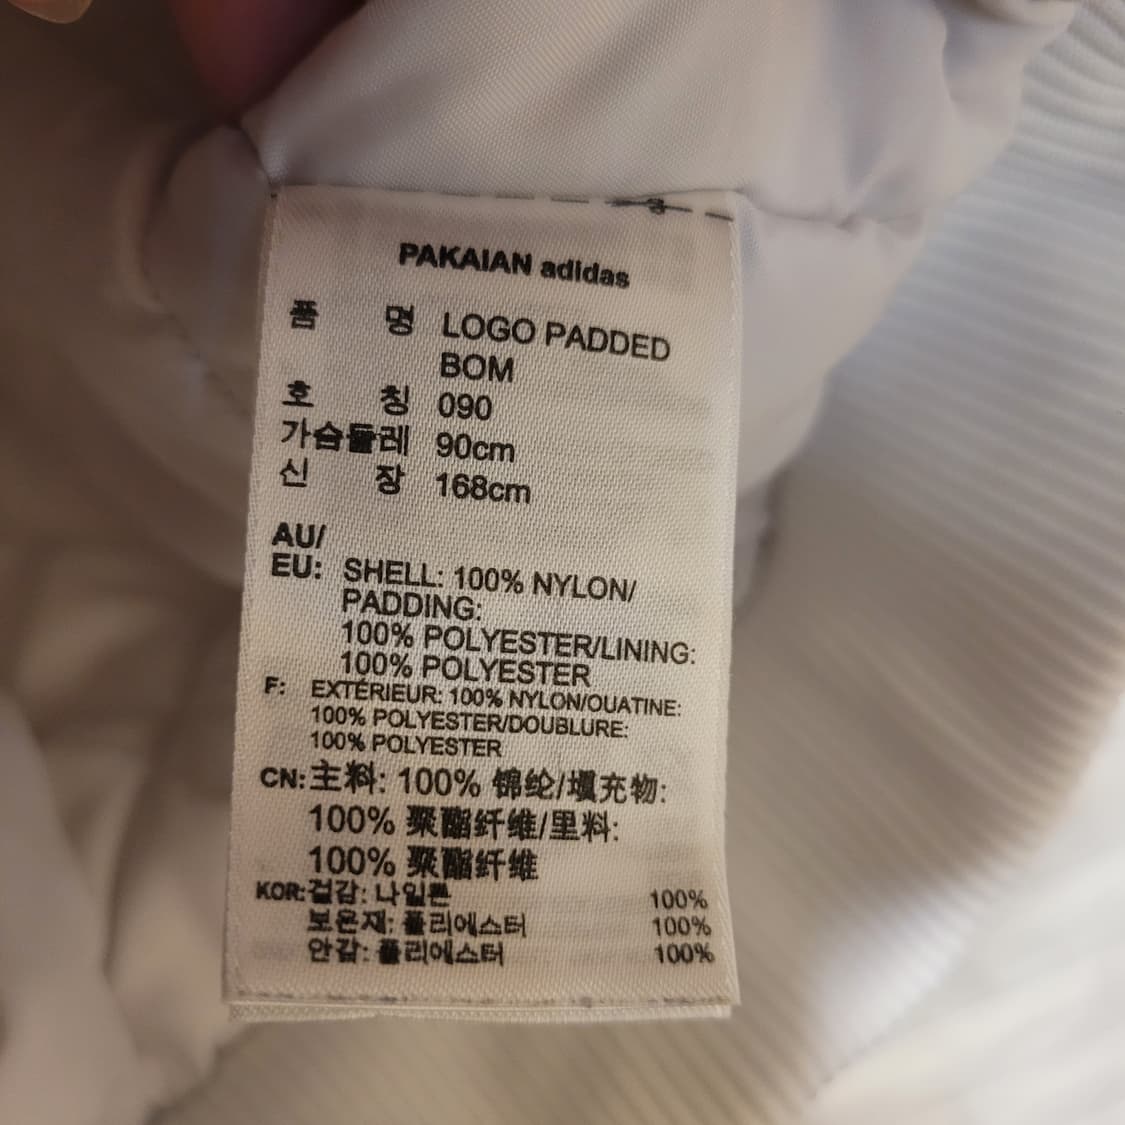 PAKAIAN adidas
품 명 LOGO PADDED
BOM
호 칭 090
가슴둘레 90cm
신 장 168cm
AU/
EU: SHELL: 100% NYLON/
PADDING:
100% POLYESTER/LINING:
100% POLYESTER
F: EXTÉRIEUR: 100% NYLON/OUATINE:
100% POLYESTER/DOUBLURE:
100% POLYESTER
CN: 主料: 100% 锦纶/填充物:
100% 聚酯纤维/里料:
100% 聚酯纤维
KOR: 겉감: 나일론 100%
보온재: 폴리에스터 100%
안감: 폴리에스터 100%